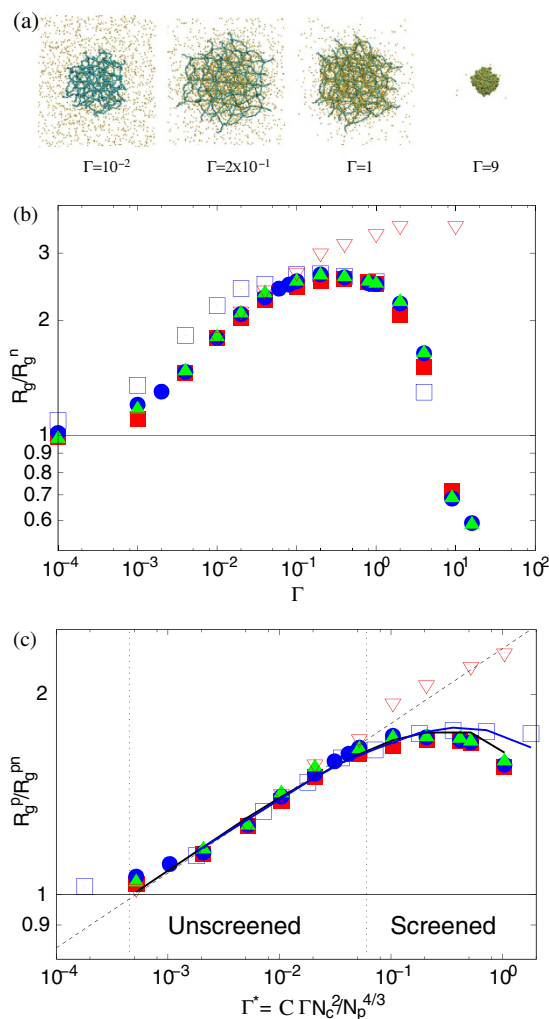 (a)
Γ=10⁻² Γ=2x10⁻¹ Γ=1 Γ=9
(b)
3
2
1
0.9
0.8
0.7
0.6
R_g/R_g^n
10⁻⁴ 10⁻³ 10⁻² 10⁻¹ 10⁰ 10¹ 10²
Γ
(c)
2
1
0.9
R_g^p/R_g^pn
Unscreened Screened
10⁻⁴ 10⁻³ 10⁻² 10⁻¹ 10⁰
Γ* = C Γ N_c²/N_p^4/3